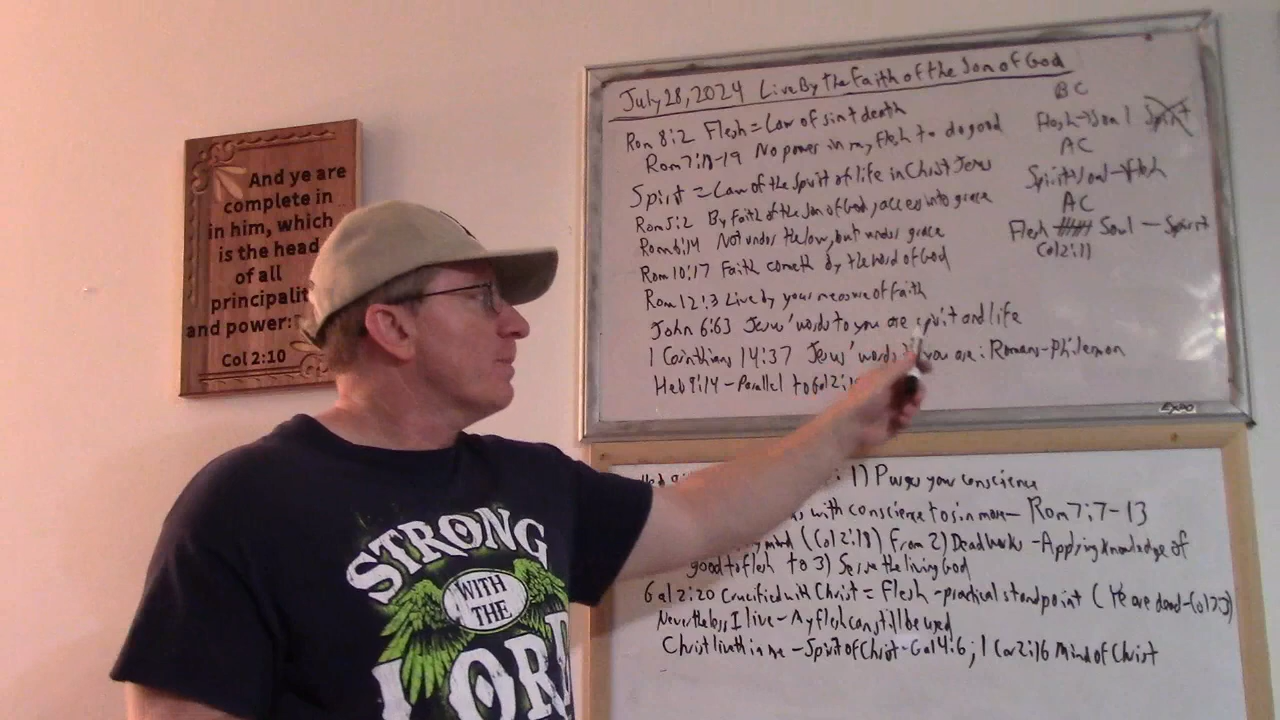 And ye are
complete in
in him, which
is the head
of all
principalit
and power:
Col 2:10
STRONG
WITH
THE
LORD
July 28, 2024 Live By the Faith of the Son of God
Rom 8:2 Flesh = Law of sin + death
Rom 7:18-19 No power in my flesh to do good
Spirit = Law of the Spirit of life in Christ Jesus
Rom 5:2 By faith of the Son of God, access into grace
Rom 6:14 Not under the law, but under grace
Rom 10:17 Faith cometh by the word of God
Rom 12:3 Live by your measure of faith
John 6:63 Jesus' words to you are spirit and life
1 Corinthians 14:37 Jesus' words you are: Romans-Philemon
Heb 9:14 - Parallel to Gal 2:
BC
Flesh → Soul Spirit
AC
Spirit → Soul → Flesh
AC
Flesh Soul - Spirit
Col 2:11
EXPO
1) Purges your conscience
with conscience to sin more - Rom 7:7-13
mind (Col 2:18) From 2) Dead works - Applying knowledge of
good to flesh to 3) Serve the living God
Gal 2:20 Crucified with Christ = Flesh - practical standpoint (Ye are dead - Col 3:3)
Nevertheless I live - My flesh can still be used
Christ liveth in me - Spirit of Christ - Gal 4:6; 1 Cor 2:16 Mind of Christ